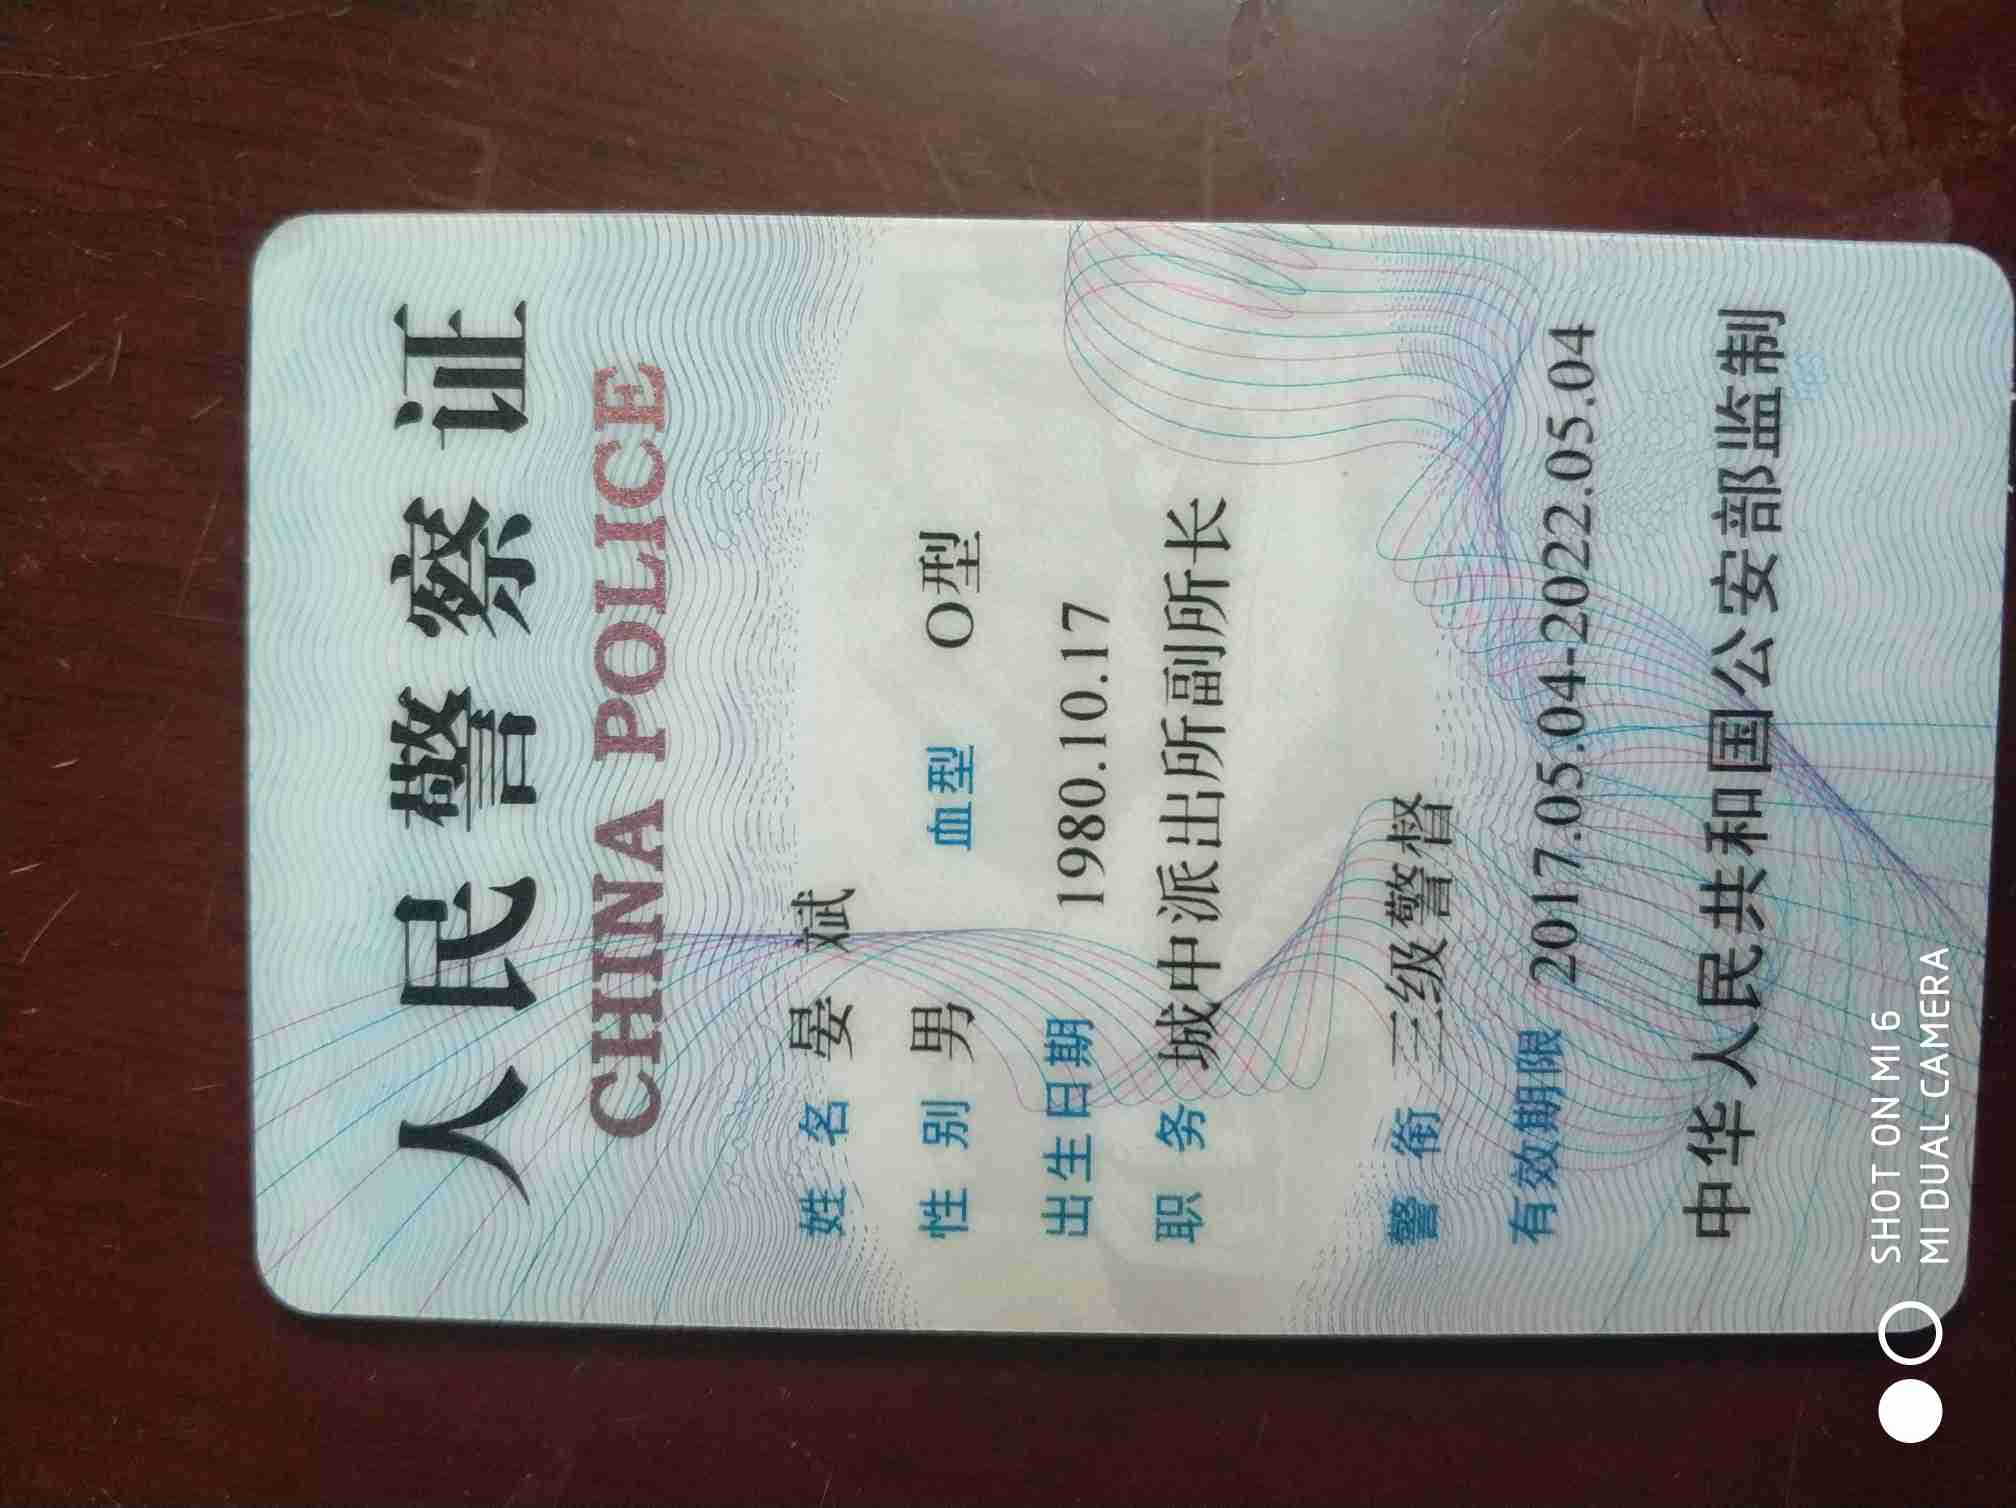 人民警察证
CHINA POLICE
姓 名 晏 斌
性 别 男 血型 O型
出生日期 1980.10.17
职 务 城中派出所副所长
警 衔 三级警督
有效期限 2017.05.04-2022.05.04
中华人民共和国公安部监制
SHOT ON MI 6
MI DUAL CAMERA